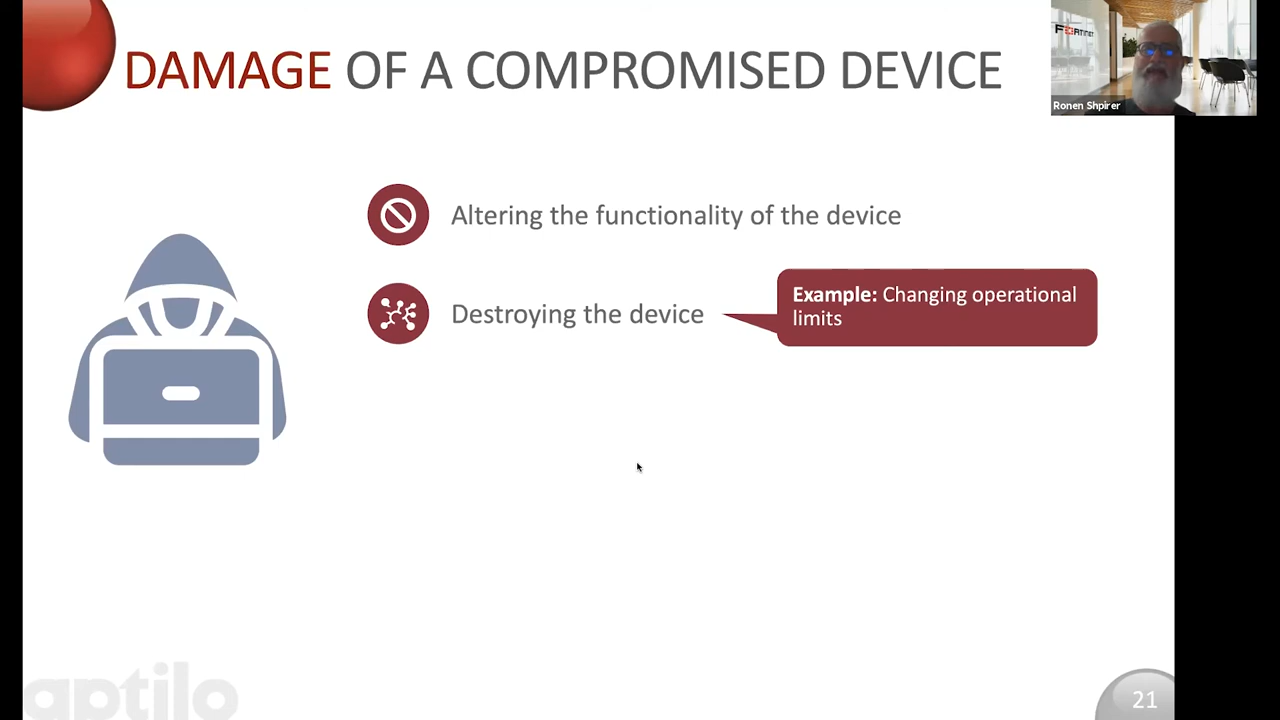 DAMAGE OF A COMPROMISED DEVICE
FORTINET
Ronen Shpirer
Altering the functionality of the device
Destroying the device
Example: Changing operational
limits
aptilo
21